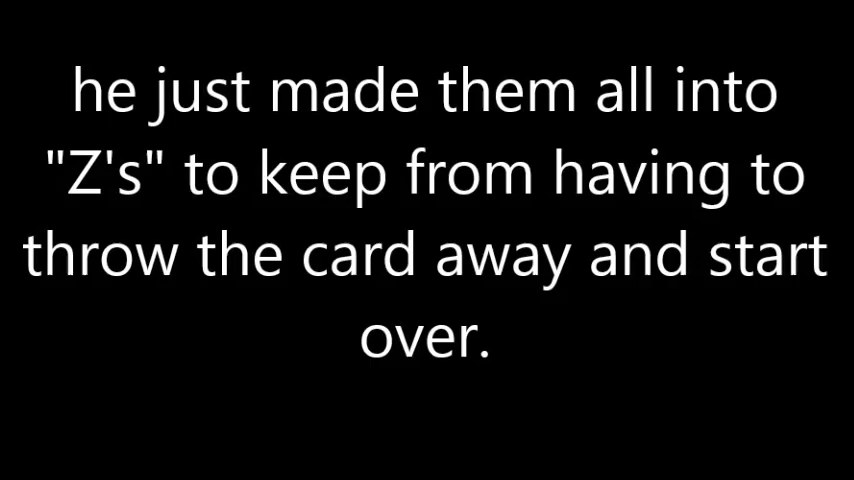 he just made them all into
"Z's" to keep from having to
throw the card away and start
over.